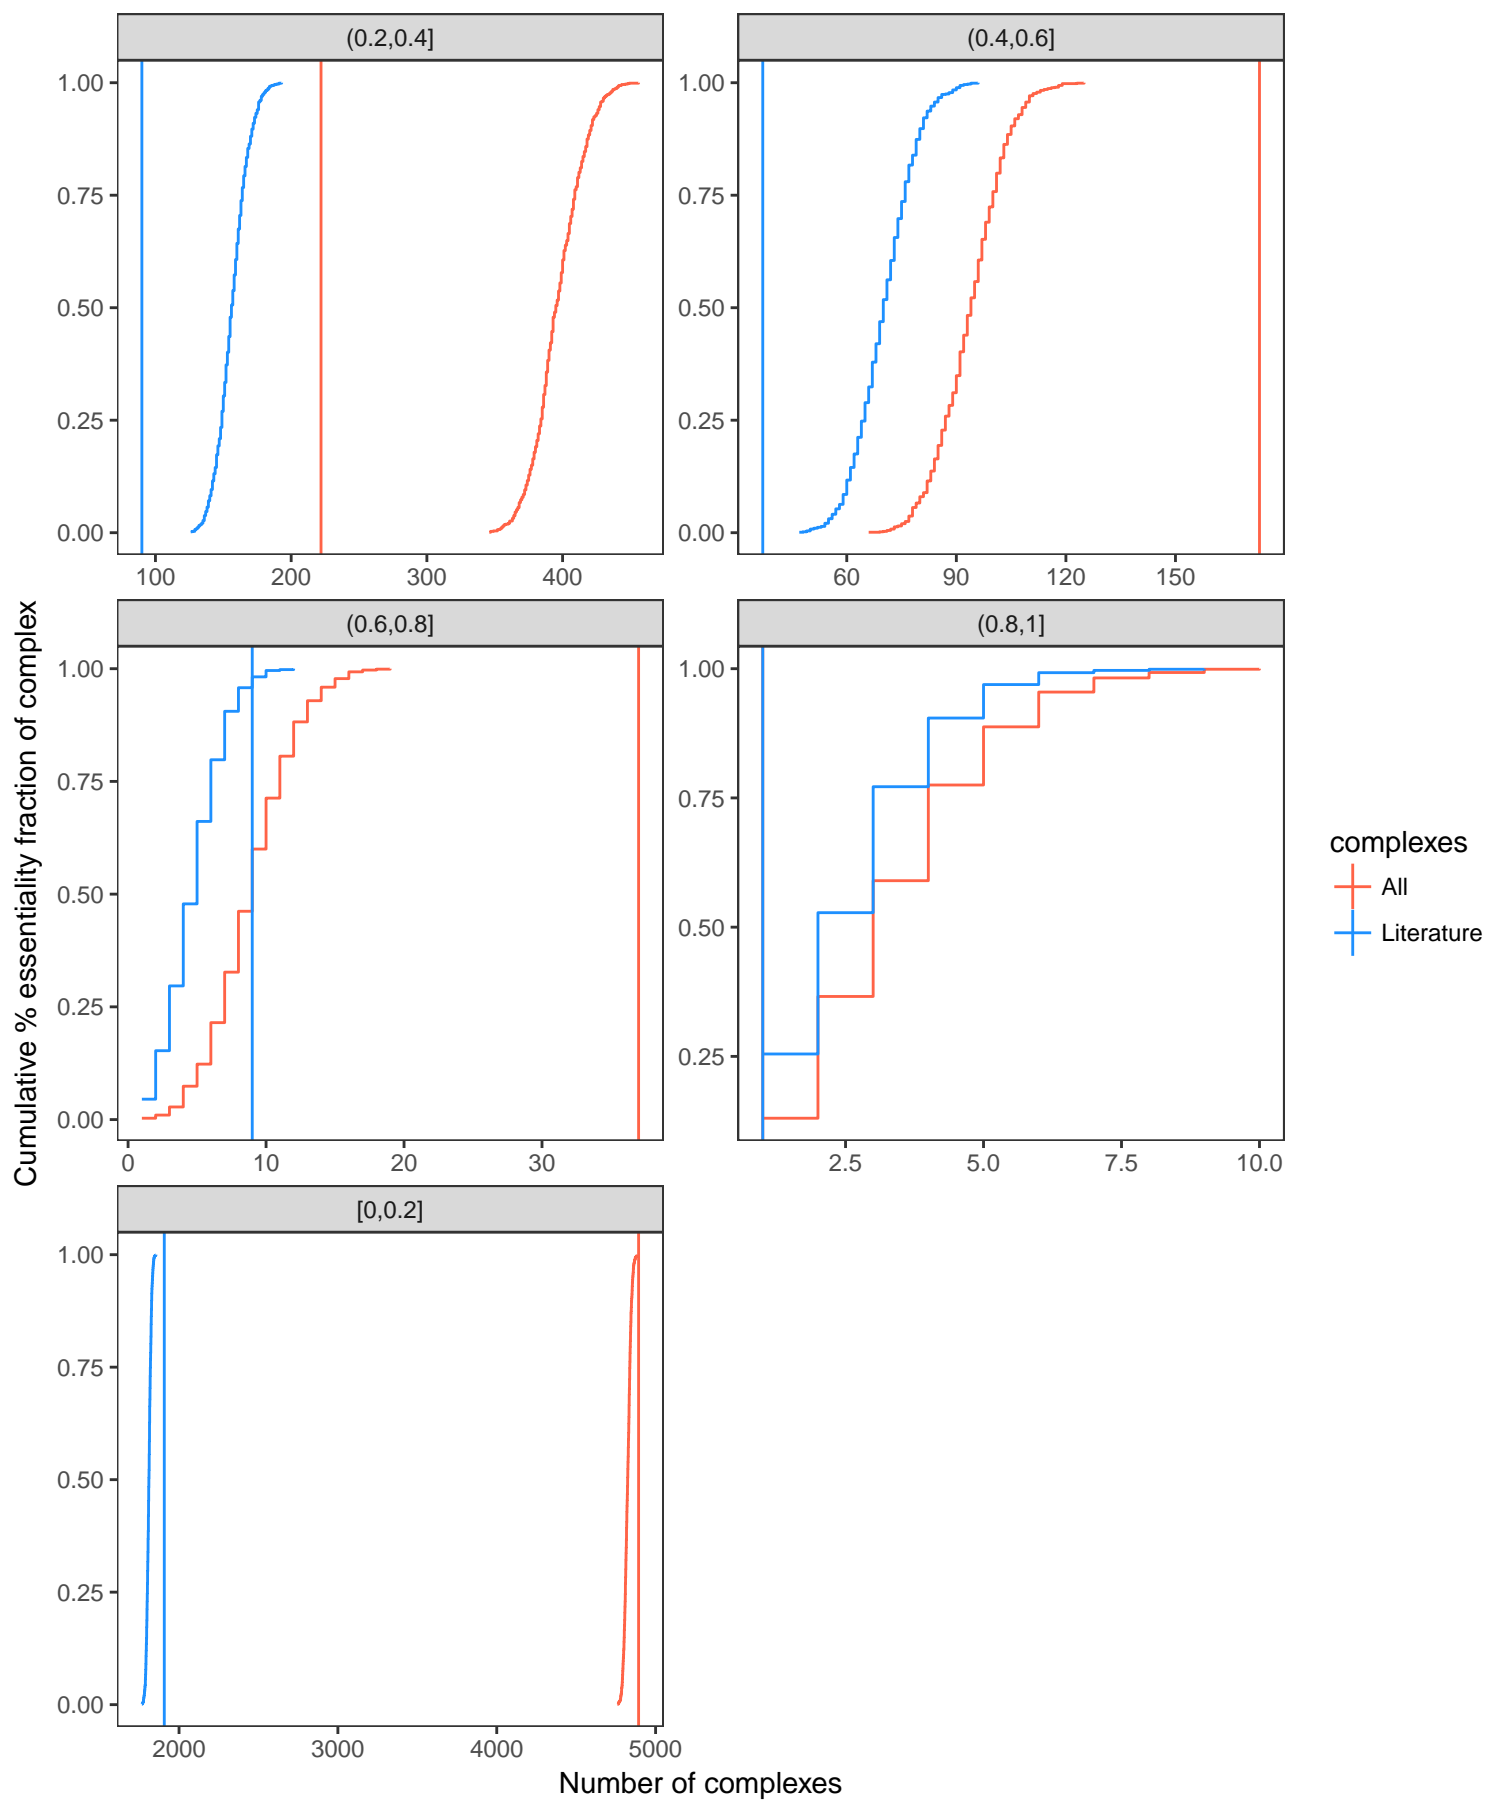 (0.2,0.4]
(0.4,0.6]
1.00
0.75
0.50
0.25
0.00
100 200 300 400
1.00
0.75
0.50
0.25
0.00
60 90 120 150
(0.6,0.8]
(0.8,1]
1.00
0.75
0.50
0.25
0.00
0 10 20 30
1.00
0.75
0.50
0.25
2.5 5.0 7.5 10.0
[0,0.2]
1.00
0.75
0.50
0.25
0.00
2000 3000 4000 5000
Number of complexes
Cumulative % essentiality fraction of complex
complexes
All
Literature